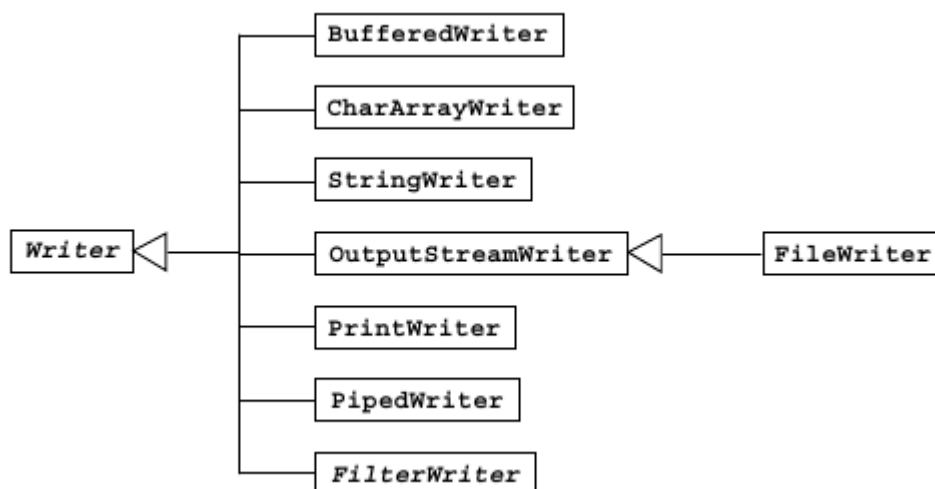 BufferedWriter
CharArrayWriter
StringWriter
Writer
OutputStreamWriter
FileWriter
PrintWriter
PipedWriter
FilterWriter